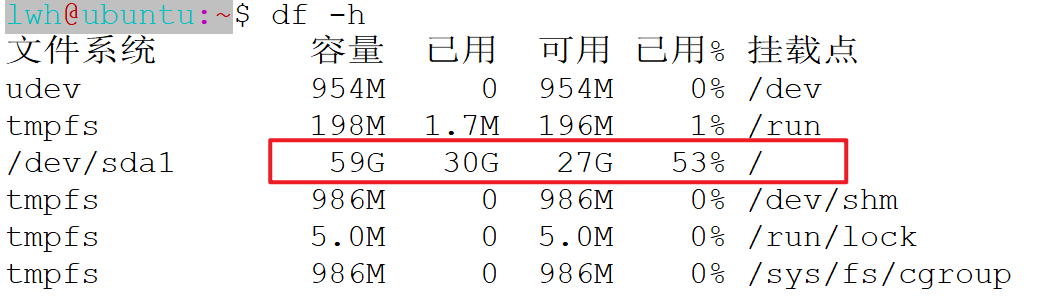 lwh@ubuntu:~$ df -h
文件系统 容量 已用 可用 已用% 挂载点
udev 954M 0 954M 0% /dev
tmpfs 198M 1.7M 196M 1% /run
/dev/sda1 59G 30G 27G 53% /
tmpfs 986M 0 986M 0% /dev/shm
tmpfs 5.0M 0 5.0M 0% /run/lock
tmpfs 986M 0 986M 0% /sys/fs/cgroup